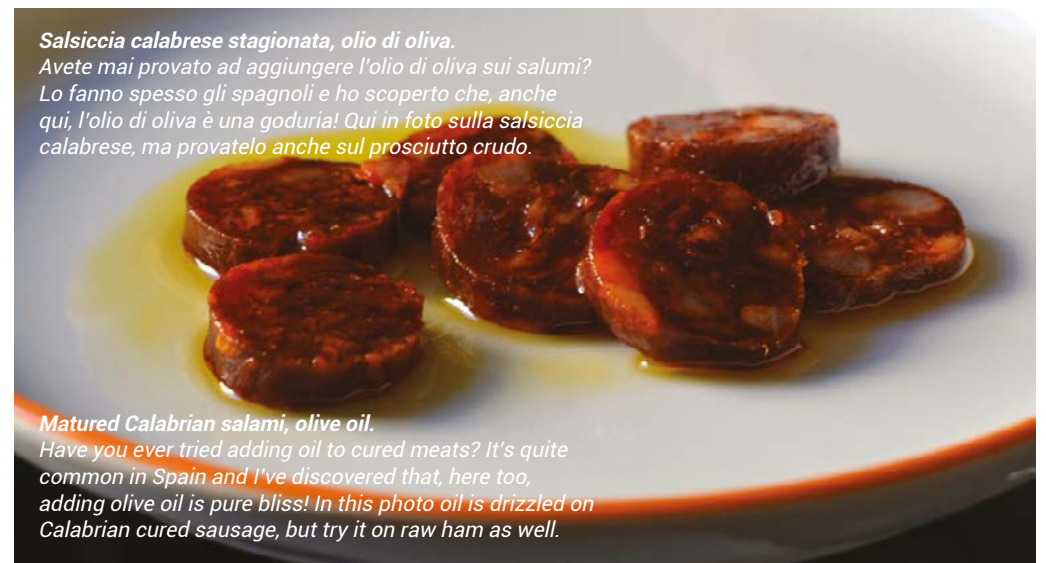 Salsiccia calabrese stagionata, olio di oliva.
Avete mai provato ad aggiungere l'olio di oliva sui salumi?
Lo fanno spesso gli spagnoli e ho scoperto che, anche
qui, l'olio di oliva è una goduria! Qui in foto sulla salsiccia
calabrese, ma provatelo anche sul prosciutto crudo.
Matured Calabrian salami, olive oil.
Have you ever tried adding oil to cured meats? It's quite
common in Spain and I've discovered that, here too,
adding olive oil is pure bliss! In this photo oil is drizzled on
Calabrian cured sausage, but try it on raw ham as well.